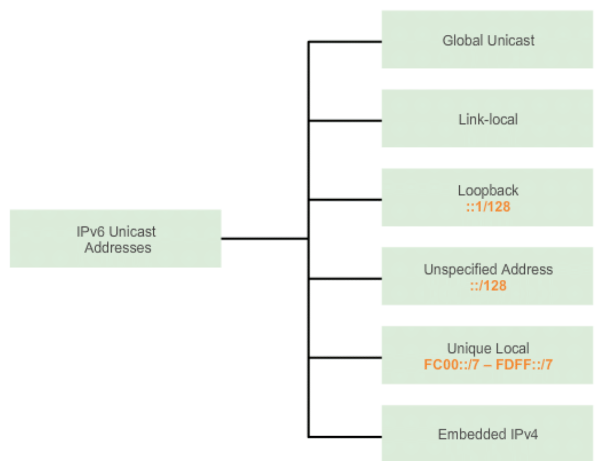 Global Unicast
Link-local
Loopback
::1/128
IPv6 Unicast
Addresses
Unspecified Address
::/128
Unique Local
FC00::/7 – FDFF::/7
Embedded IPv4